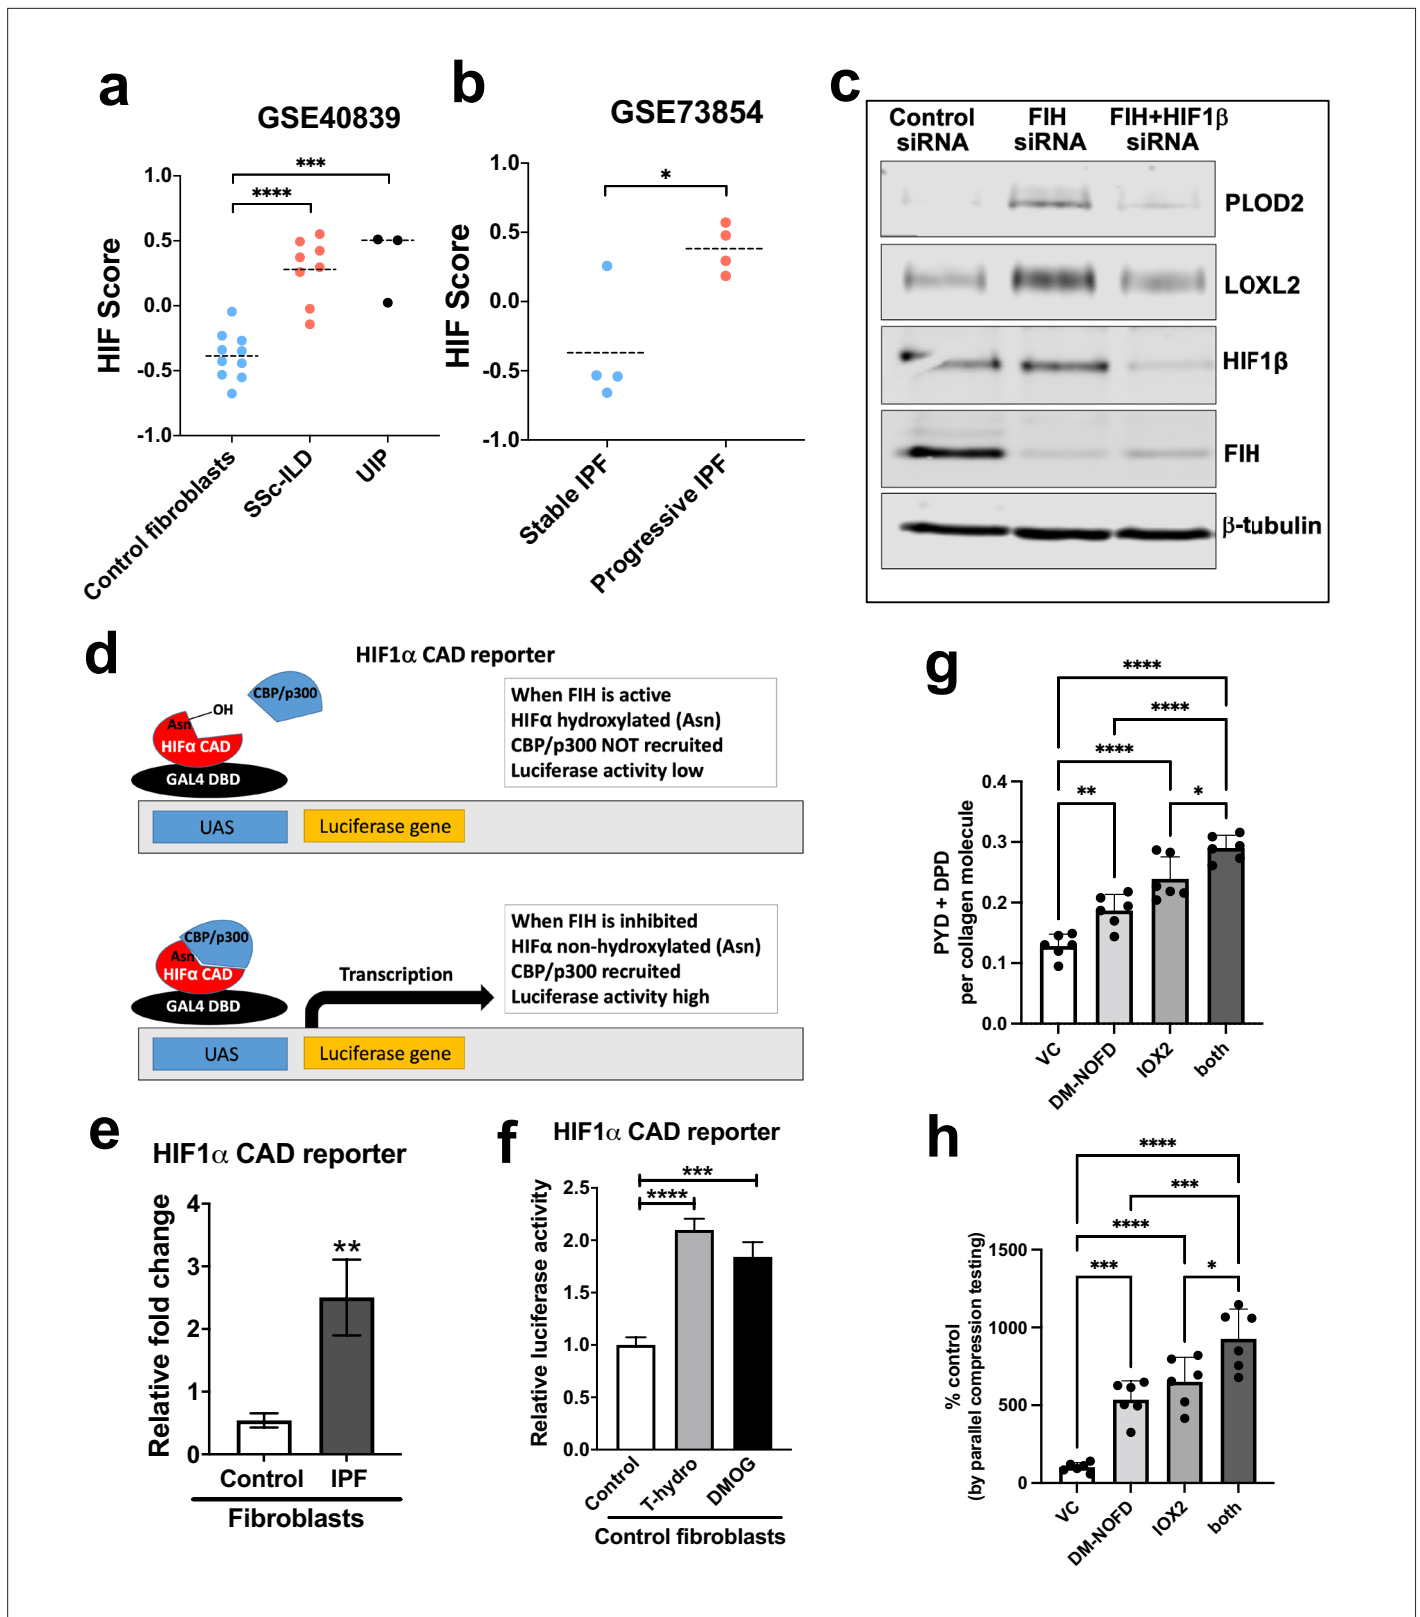 a
GSE40839
***
****
HIF Score
1.0
0.5
0.0
-0.5
-1.0
Control fibroblasts
SSc-ILD
UIP
b
GSE73854
*
HIF Score
1.0
0.5
0.0
-0.5
-1.0
Stable IPF
Progressive IPF
c
Control
siRNA
FIH
siRNA
FIH+HIF1β
siRNA
PLOD2
LOXL2
HIF1β
FIH
β-tubulin
d
HIF1α CAD reporter
CBP/p300
OH
Asn
HIFα CAD
GAL4 DBD
UAS
Luciferase gene
When FIH is active
HIFα hydroxylated (Asn)
CBP/p300 NOT recruited
Luciferase activity low
CBP/p300
Asn
HIFα CAD
GAL4 DBD
Transcription
UAS
Luciferase gene
When FIH is inhibited
HIFα non-hydroxylated (Asn)
CBP/p300 recruited
Luciferase activity high
e
HIF1α CAD reporter
Relative fold change
4
3
2
1
0
**
Control
IPF
Fibroblasts
f
HIF1α CAD reporter
Relative luciferase activity
2.5
2.0
1.5
1.0
0.5
0.0
***
****
Control
T-hydro
DMOG
Control fibroblasts
g
****
****
****
**
*
PYD + DPD
per collagen molecule
0.4
0.3
0.2
0.1
0.0
VC
DM-NOFD
IOX2
both
h
****
***
****
***
*
% control
(by parallel compression testing)
1500
1000
500
0
VC
DM-NOFD
IOX2
both